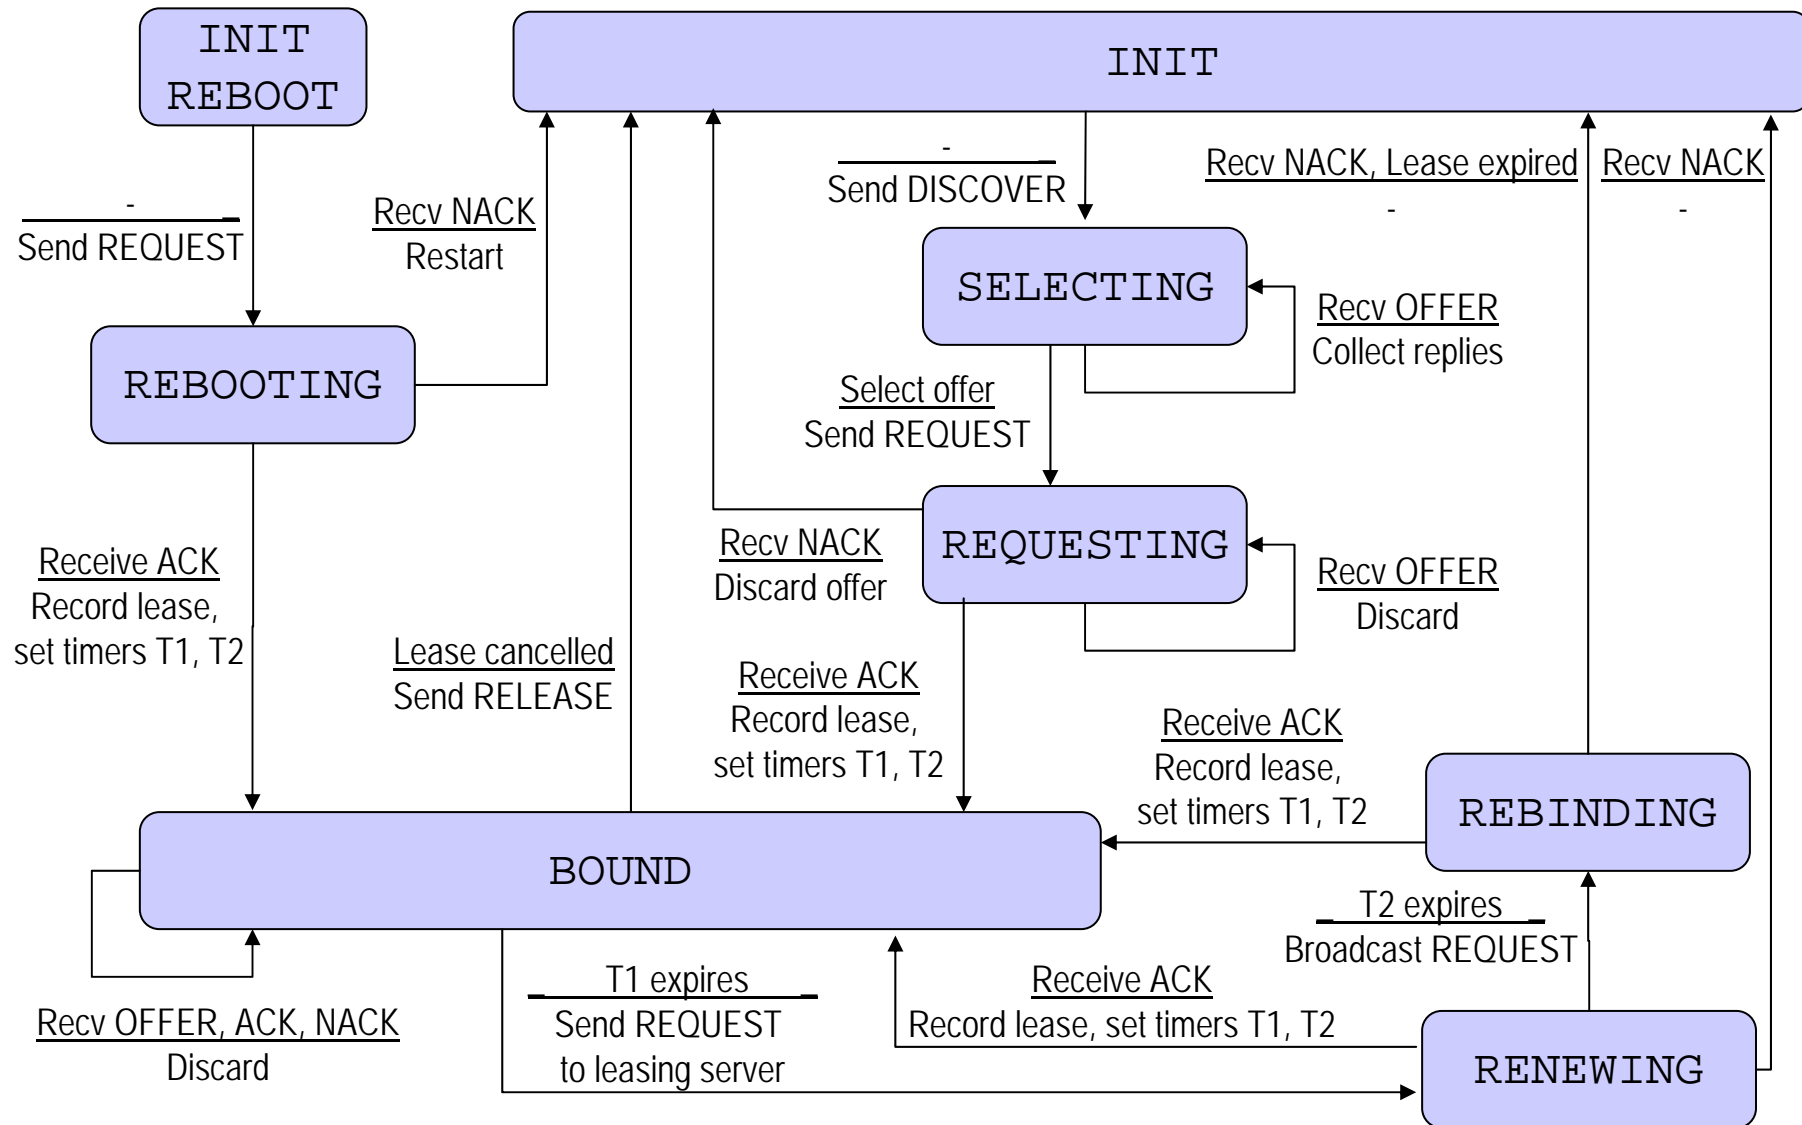 INIT
REBOOT
INIT
-
Send REQUEST
Recv NACK
Restart
-
Send DISCOVER
Recv NACK, Lease expired
-
Recv NACK
-
SELECTING
Recv OFFER
Collect replies
REBOOTING
Select offer
Send REQUEST
REQUESTING
Recv NACK
Discard offer
Recv OFFER
Discard
Receive ACK
Record lease,
set timers T1, T2
Lease cancelled
Send RELEASE
Receive ACK
Record lease,
set timers T1, T2
Receive ACK
Record lease,
set timers T1, T2
REBINDING
BOUND
T2 expires
Broadcast REQUEST
Recv OFFER, ACK, NACK
Discard
T1 expires
Send REQUEST
to leasing server
Receive ACK
Record lease, set timers T1, T2
RENEWING